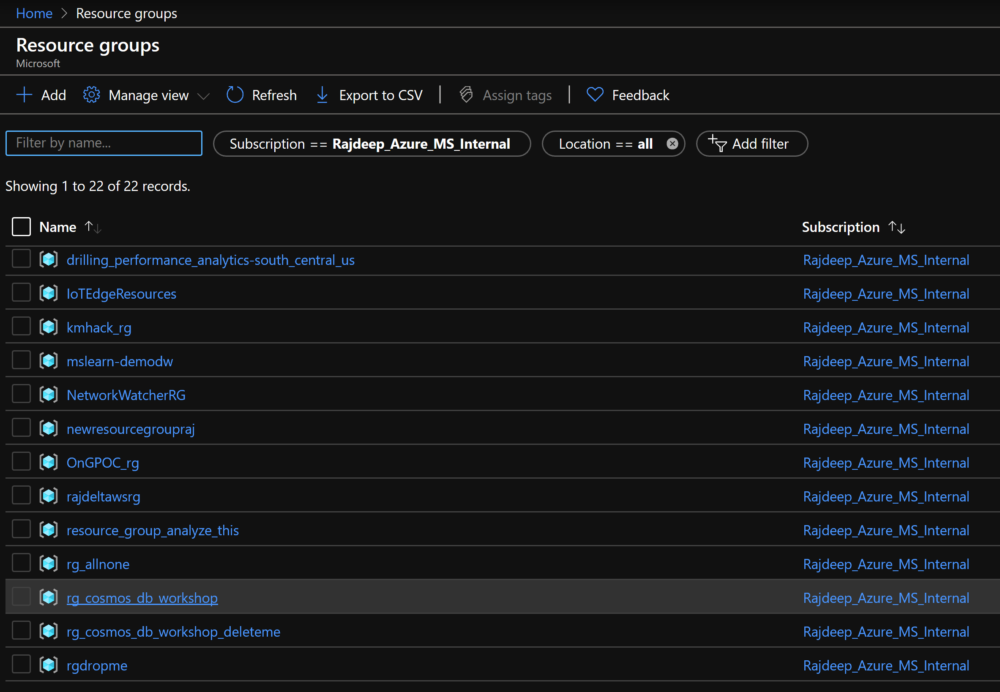 Home > Resource groups
Resource groups
Microsoft
Add Manage view Refresh Export to CSV Assign tags Feedback
Filter by name... Subscription == Rajdeep_Azure_MS_Internal Location == all Add filter
Showing 1 to 22 of 22 records.
Name ↑↓ Subscription ↑↓
drilling_performance_analytics-south_central_us Rajdeep_Azure_MS_Internal
IoTEdgeResources Rajdeep_Azure_MS_Internal
kmhack_rg Rajdeep_Azure_MS_Internal
mslearn-demodw Rajdeep_Azure_MS_Internal
NetworkWatcherRG Rajdeep_Azure_MS_Internal
newresourcegroupraj Rajdeep_Azure_MS_Internal
OnGPOC_rg Rajdeep_Azure_MS_Internal
rajdeltawsrg Rajdeep_Azure_MS_Internal
resource_group_analyze_this Rajdeep_Azure_MS_Internal
rg_allnone Rajdeep_Azure_MS_Internal
rg_cosmos_db_workshop Rajdeep_Azure_MS_Internal
rg_cosmos_db_workshop_deleteme Rajdeep_Azure_MS_Internal
rgdropme Rajdeep_Azure_MS_Internal